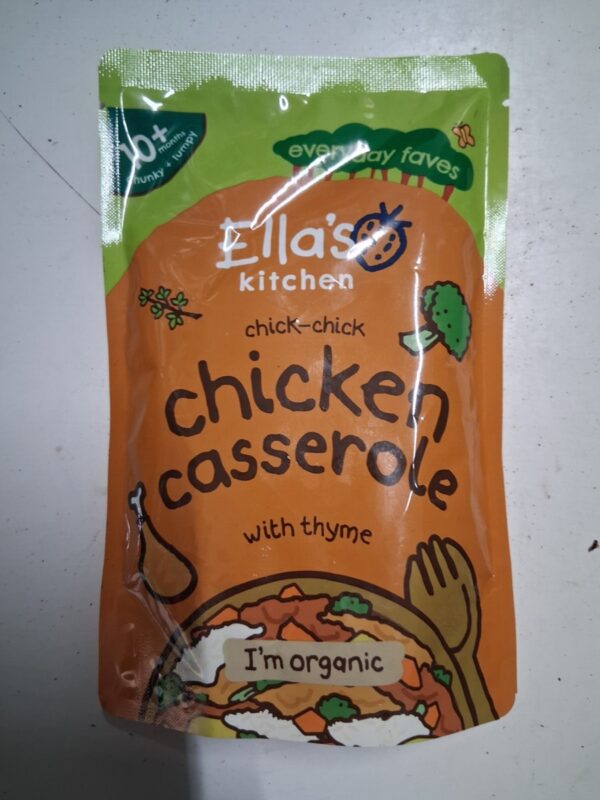 10+
months
chunky + lumpy
everyday faves
Ella's
kitchen
chick-chick
chicken
casserole
with thyme
I'm organic